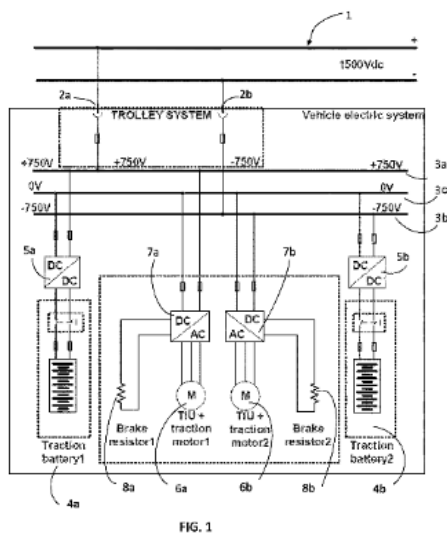 1
+
1500Vdc
-
2a
2b
TROLLEY SYSTEM
Vehicle electric system
+750V
+750V
-750V
+750V
3a
0V
0V
3c
-750V
-750V
3b
5a
DC
DC
7a
7b
DC
DC
5b
DC
AC
DC
AC
M
M
Traction
battery1
Brake
resistor1
TIU +
traction
motor1
TIU +
traction
motor2
Brake
resistor2
Traction
battery2
4a
8a
6a
6b
8b
4b
FIG. 1